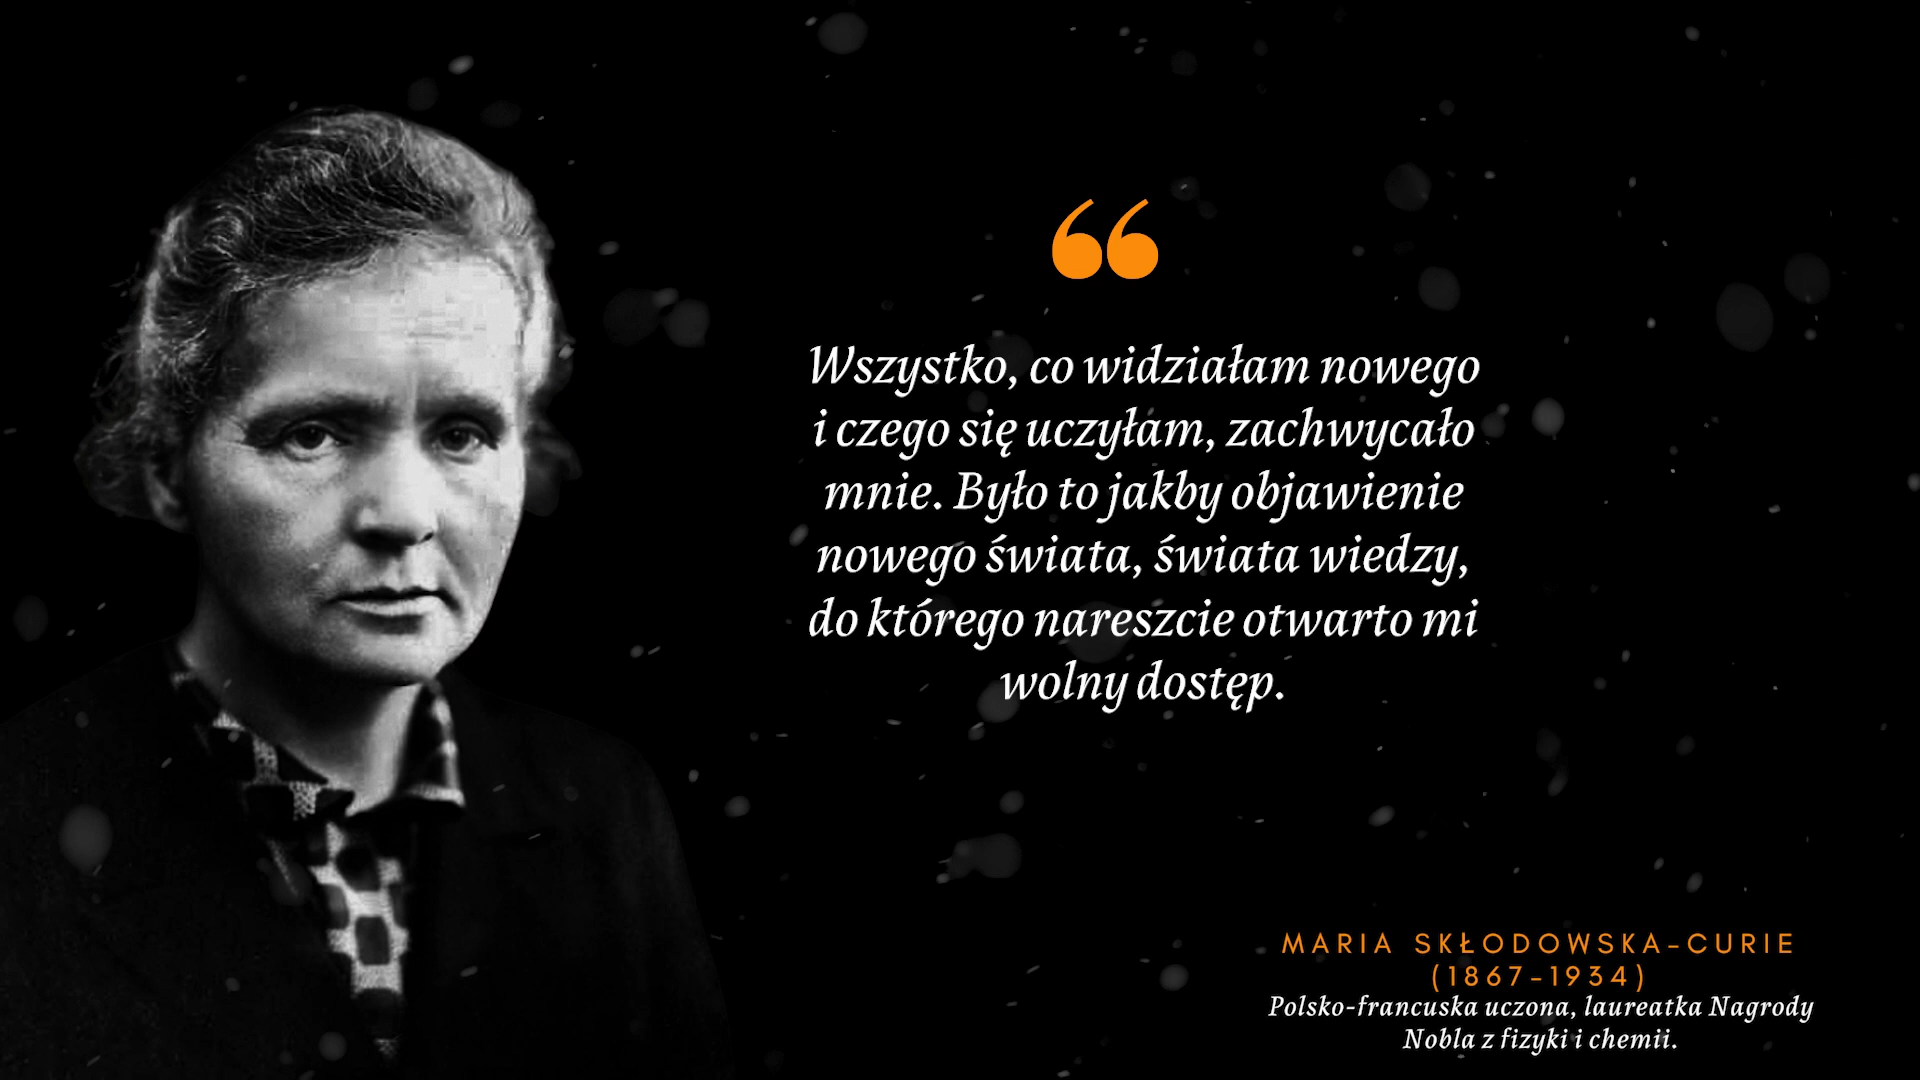 “
Wszystko, co widziałam nowego
i czego się uczyłam, zachwycało
mnie. Było to jakby objawienie
nowego świata, świata wiedzy,
do którego nareszcie otwarto mi
wolny dostęp.
MARIA SKŁODOWSKA-CURIE
(1867-1934)
Polsko-francuska uczona, laureatka Nagrody
Nobla z fizyki i chemii.